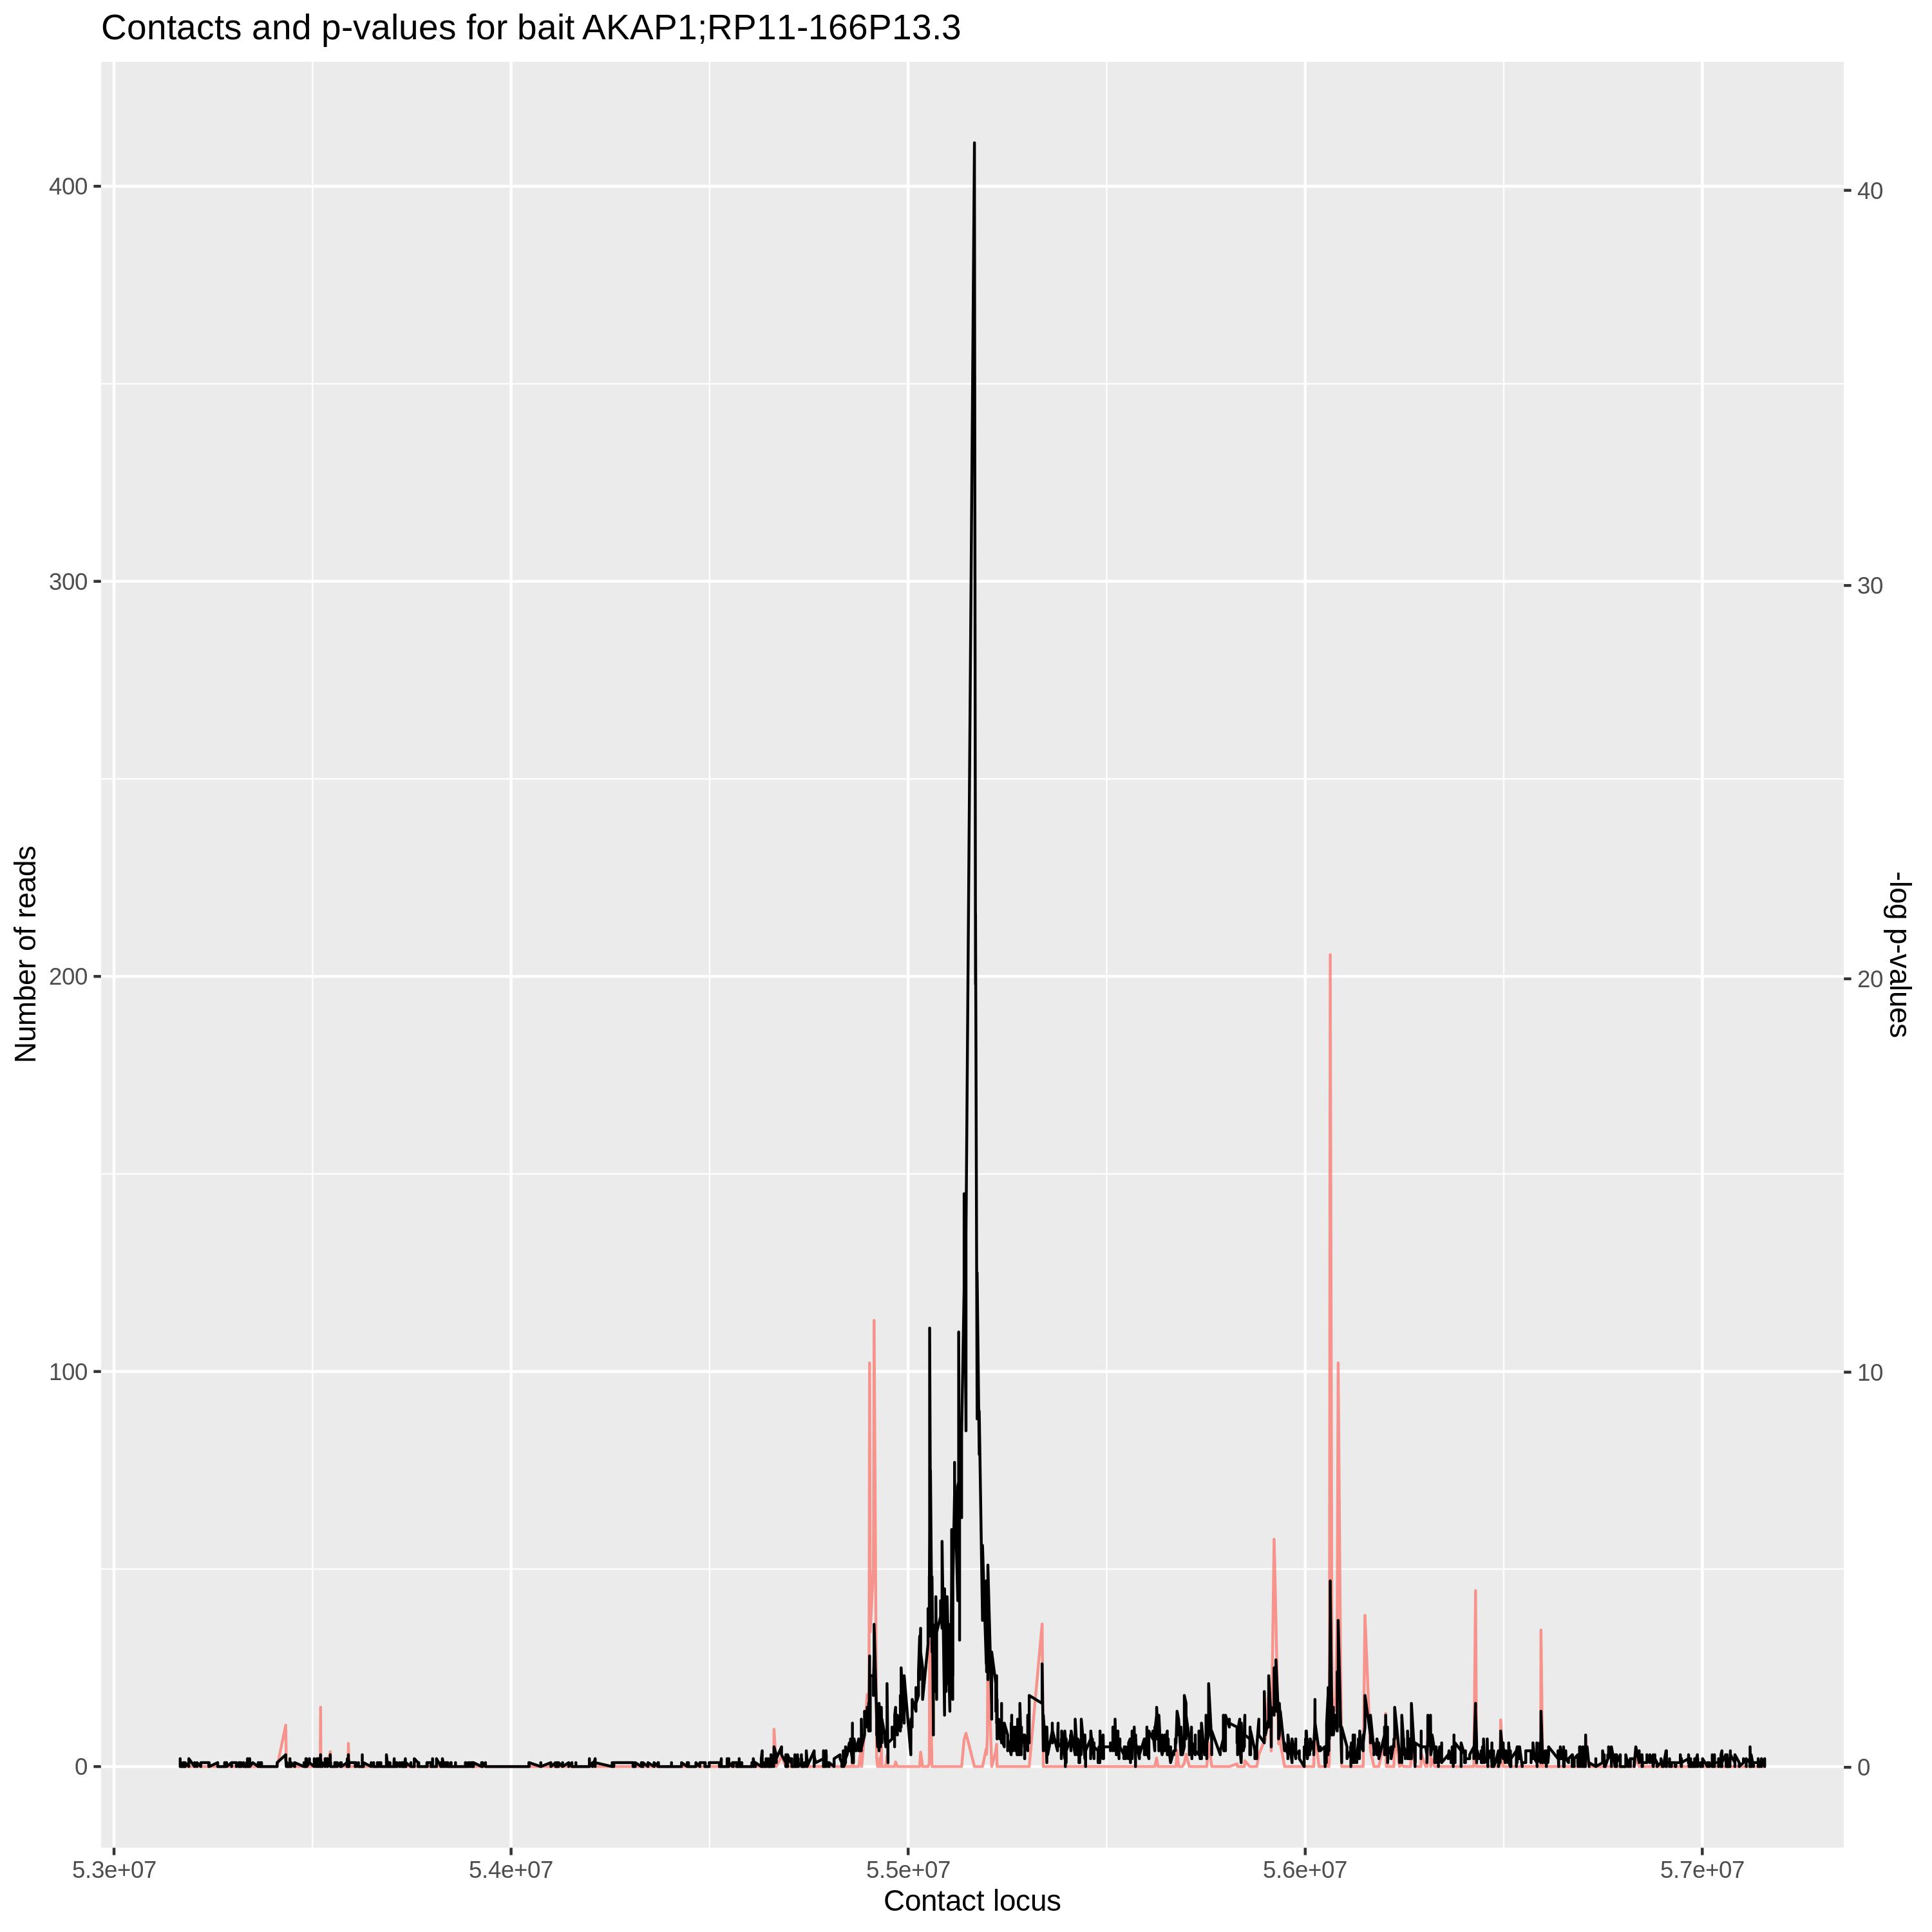 Contacts and p-values for bait AKAP1;RP11-166P13.3
400
300
200
100
0
Number of reads
40
30
20
10
0
-log p-values
5.3e+07
5.4e+07
5.5e+07
5.6e+07
5.7e+07
Contact locus